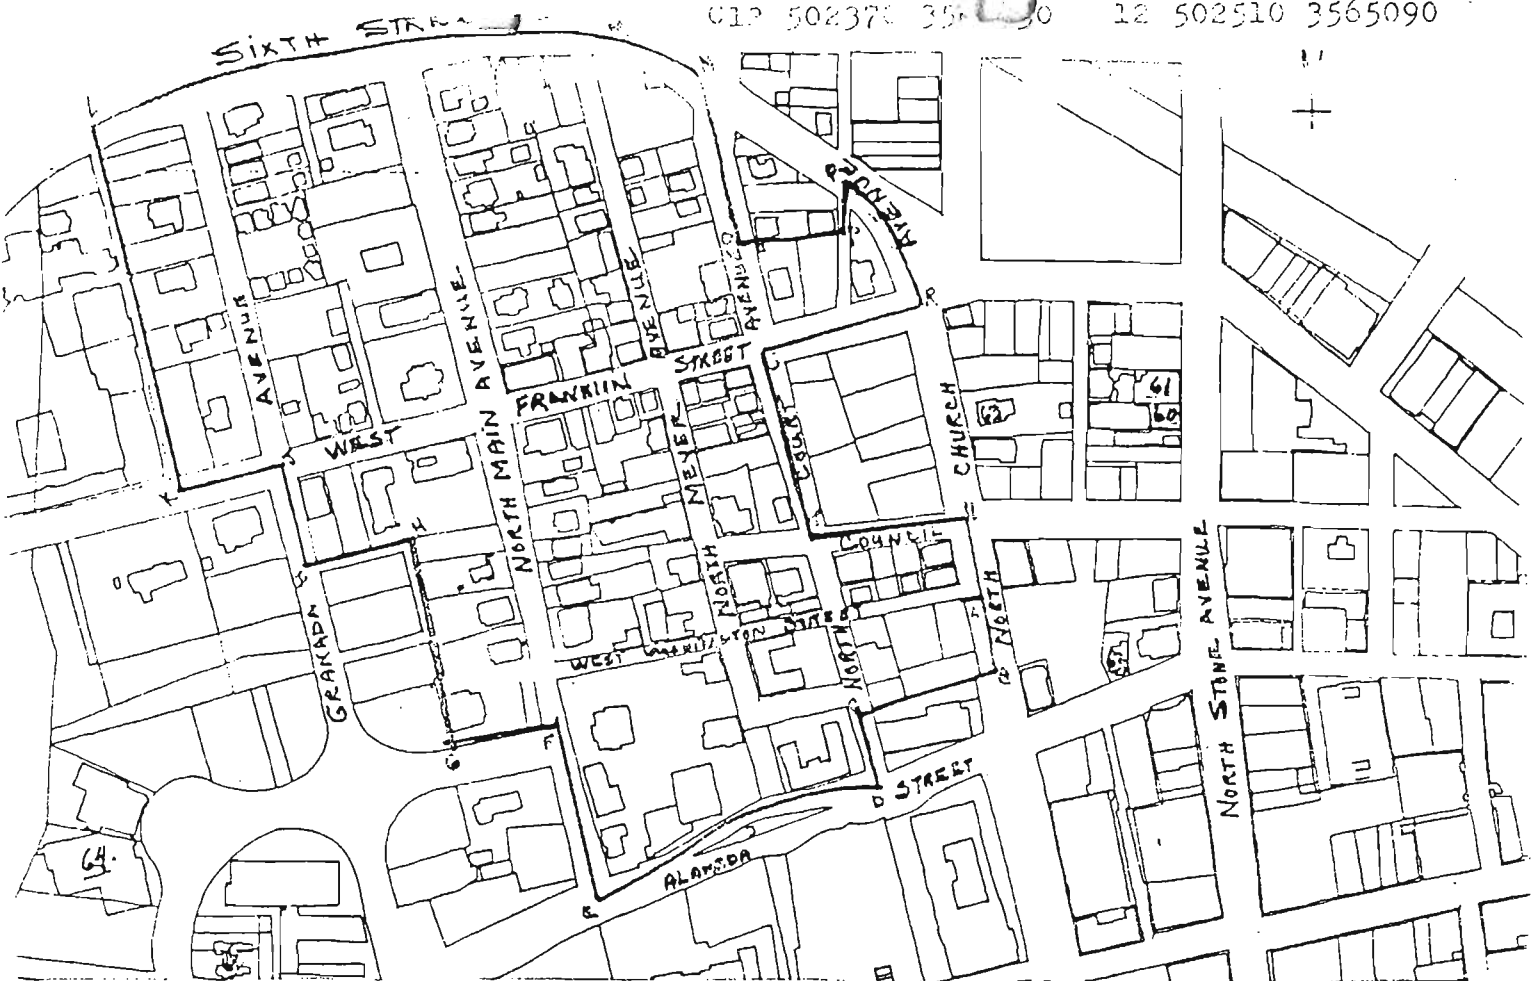 SIXTH
12 502510 3565090
AVENUE
AVENUE
R
AVENUE
AVENUE
AVENUE
STREET
FRANKLIN
WEST
NORTH MAIN AVENUE
MEYER
NORTH
COURT
CHURCH
NORTH
61
60
62
K
J
H
COUNCIL
NORTH STONE AVENUE
WEST
NORTH
GRANADA
G
F
D
STREET
ALAMEDA
E
64.